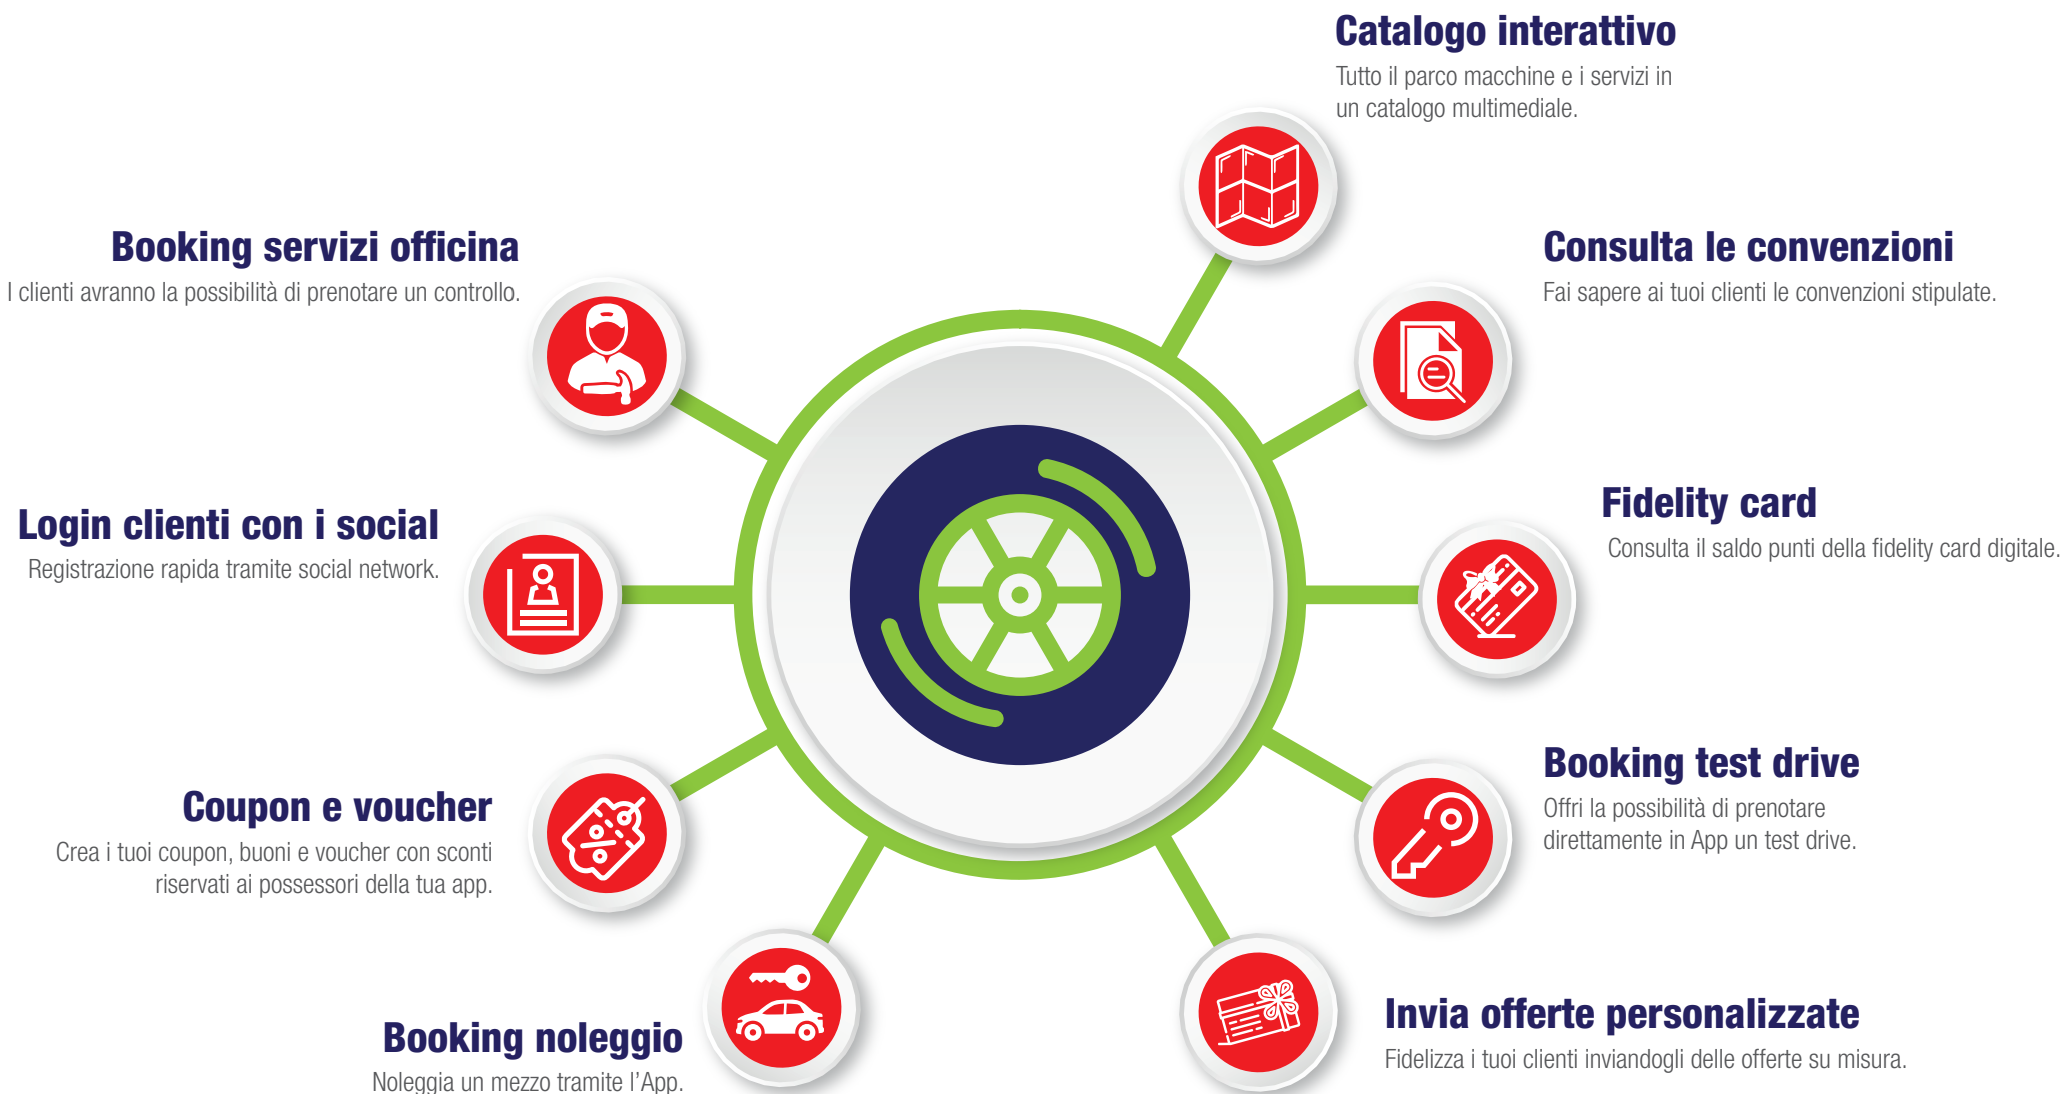 Catalogo interattivo
Tutto il parco macchine e i servizi in
un catalogo multimediale.
Booking servizi officina
I clienti avranno la possibilità di prenotare un controllo.
Consulta le convenzioni
Fai sapere ai tuoi clienti le convenzioni stipulate.
Login clienti con i social
Registrazione rapida tramite social network.
Fidelity card
Consulta il saldo punti della fidelity card digitale.
Coupon e voucher
Crea i tuoi coupon, buoni e voucher con sconti
riservati ai possessori della tua app.
Booking test drive
Offri la possibilità di prenotare
direttamente in App un test drive.
Booking noleggio
Noleggia un mezzo tramite l'App.
Invia offerte personalizzate
Fidelizza i tuoi clienti inviandogli delle offerte su misura.